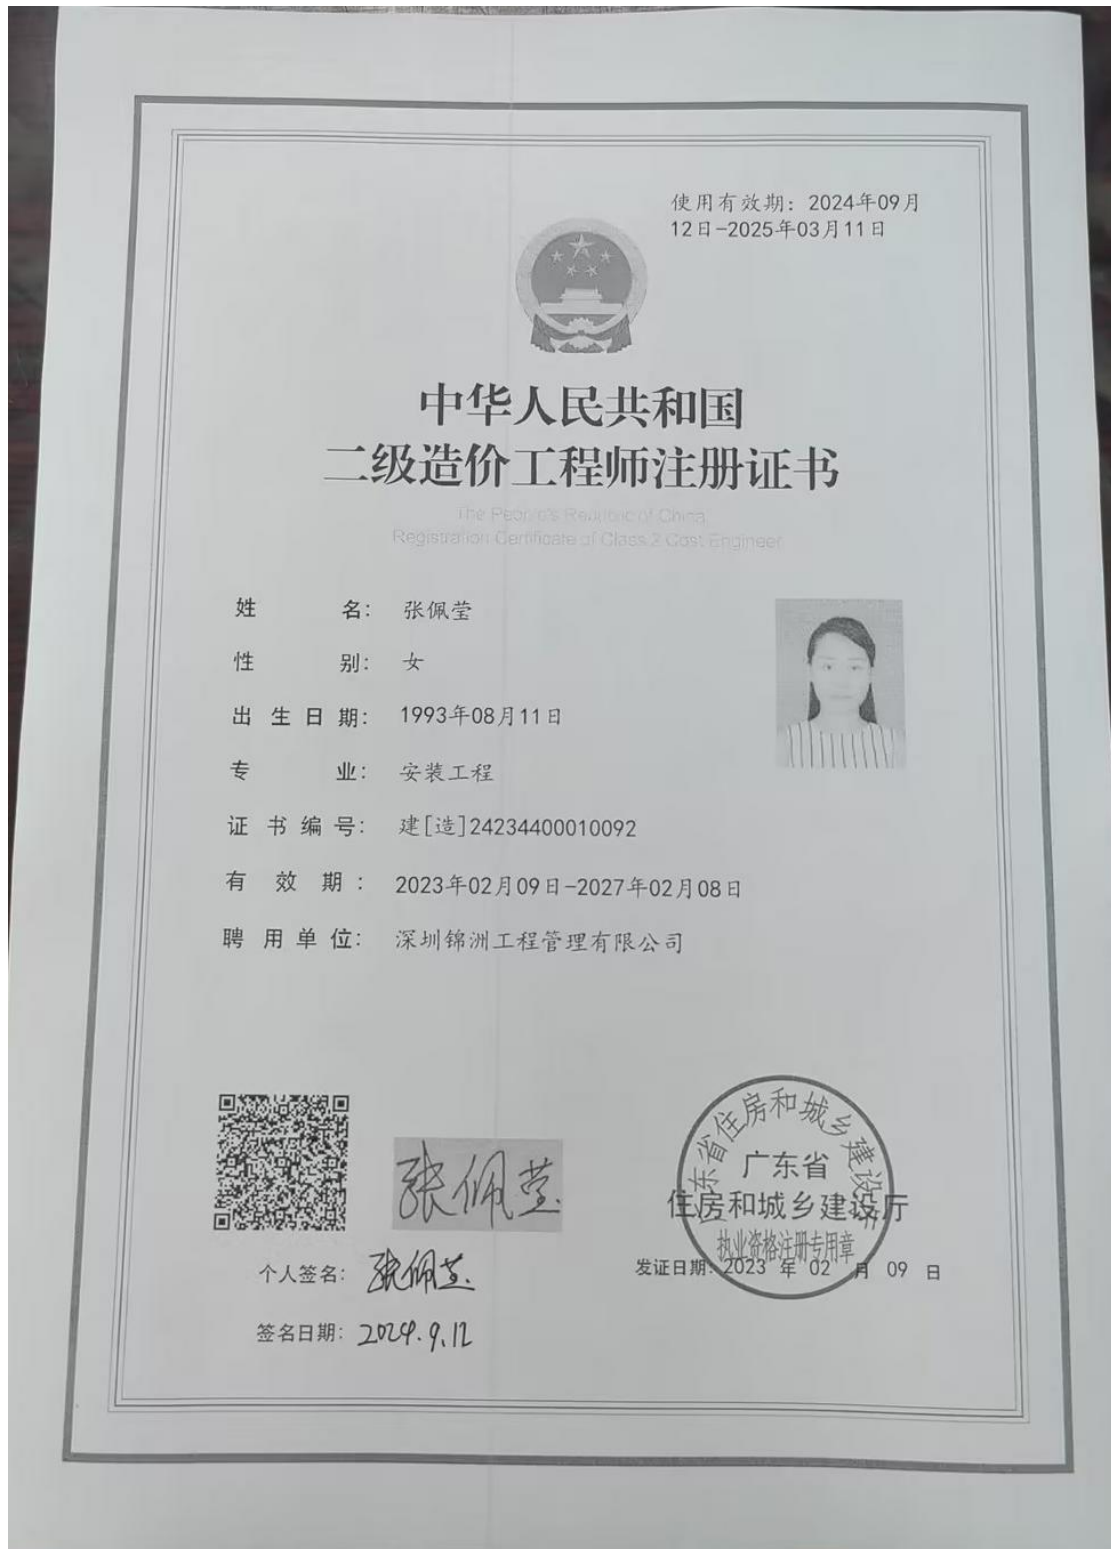 使用有效期：2024年09月
12日-2025年03月11日
中华人民共和国
二级造价工程师注册证书
The People's Republic of China
Registration Certificate of Class 2 Cost Engineer
姓 名：张佩莹
性 别：女
出生日期：1993年08月11日
专 业：安装工程
证书编号：建[造]24234400010092
有 效 期：2023年02月09日-2027年02月08日
聘用单位：深圳锦洲工程管理有限公司
张佩莹
广东省住房和城乡建设厅
广东省
住房和城乡建设厅
执业资格注册专用章
个人签名：张佩莹
发证日期：2023 年 02 月 09 日
签名日期：2024.9.12